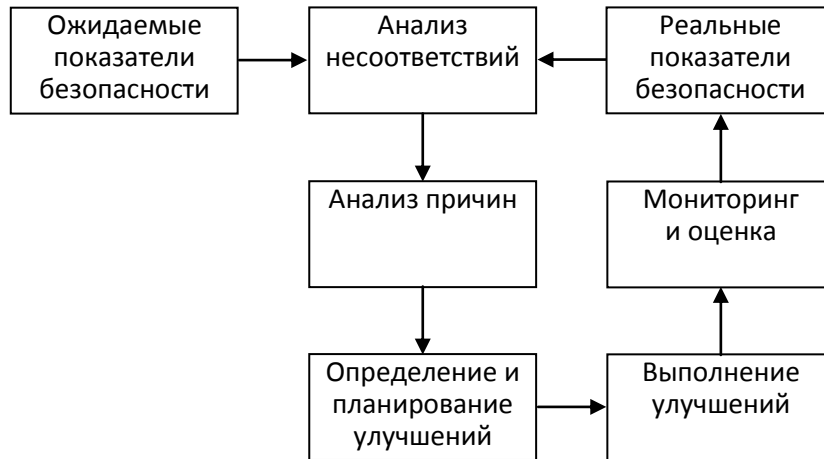 Ожидаемые
показатели
безопасности
Анализ
несоответствий
Реальные
показатели
безопасности
Анализ причин
Мониторинг
и оценка
Определение и
планирование
улучшений
Выполнение
улучшений